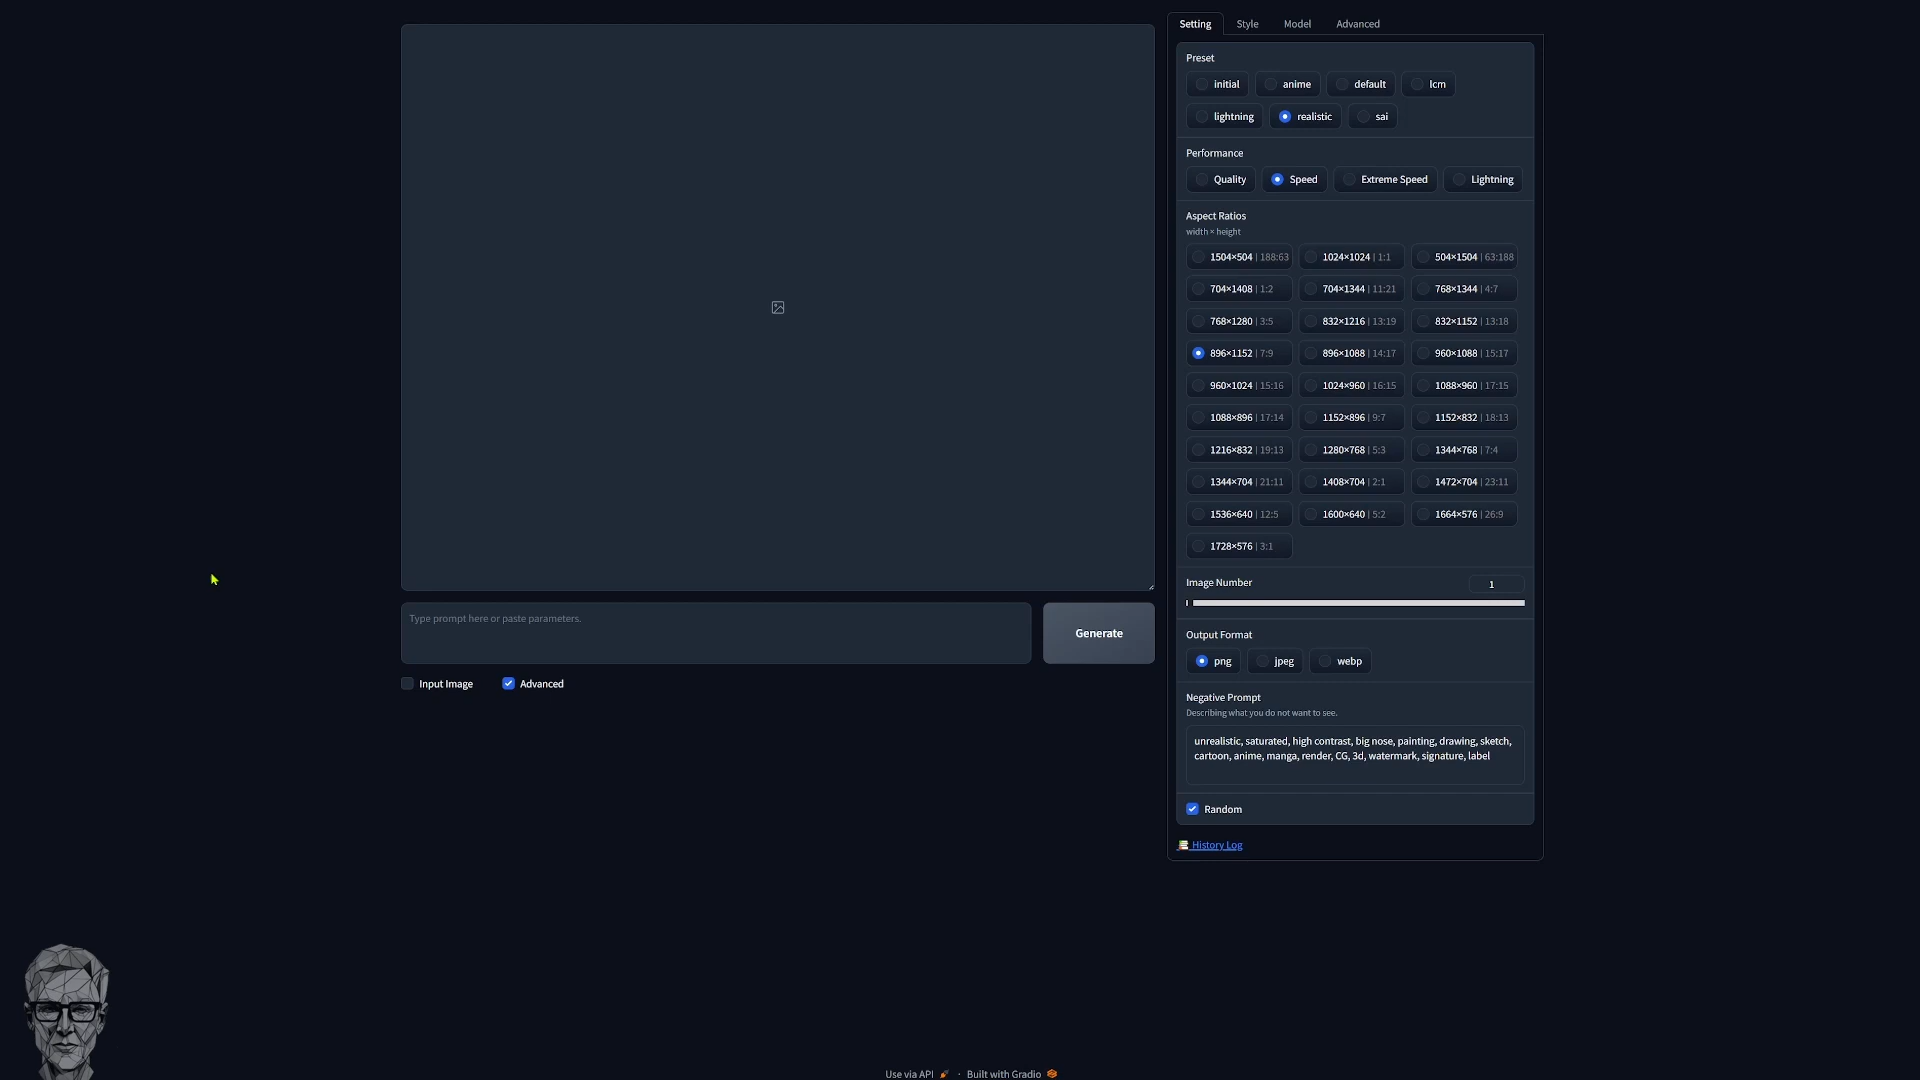 Setting Style Model Advanced
Preset
initial anime default lcm
lightning realistic sai
Performance
Quality Speed Extreme Speed Lightning
Aspect Ratios
width × height
1504×504 | 188:63 1024×1024 | 1:1 504×1504 | 63:188
704×1408 | 1:2 704×1344 | 11:21 768×1344 | 4:7
768×1280 | 3:5 832×1216 | 13:19 832×1152 | 13:18
896×1152 | 7:9 896×1088 | 14:17 960×1088 | 15:17
960×1024 | 15:16 1024×960 | 16:15 1088×960 | 17:15
1088×896 | 17:14 1152×896 | 9:7 1152×832 | 18:13
1216×832 | 19:13 1280×768 | 5:3 1344×768 | 7:4
1344×704 | 21:11 1408×704 | 2:1 1472×704 | 23:11
1536×640 | 12:5 1600×640 | 5:2 1664×576 | 26:9
1728×576 | 3:1
Image Number 1
Type prompt here or paste parameters.
Generate
Input Image Advanced
Output Format
png jpeg webp
Negative Prompt
Describing what you do not want to see.
unrealistic, saturated, high contrast, big nose, painting, drawing, sketch,
cartoon, anime, manga, render, CG, 3d, watermark, signature, label
Random
History Log
Use via API · Built with Gradio